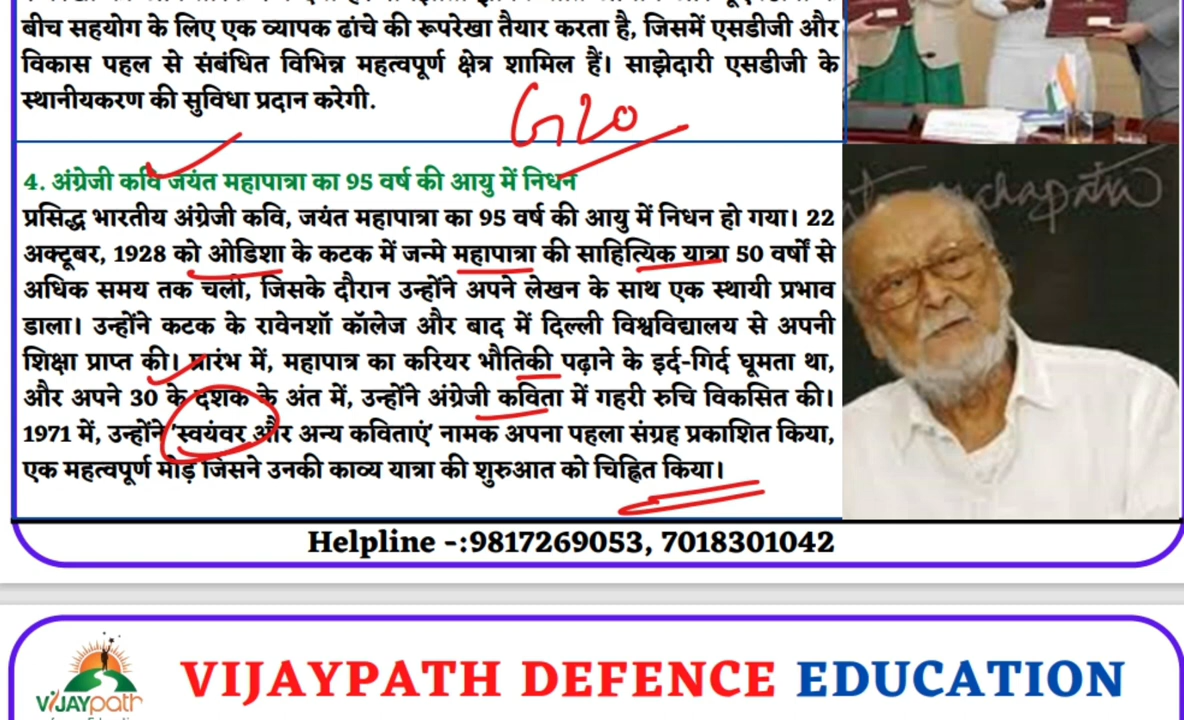 बीच सहयोग के लिए एक व्यापक ढांचे की रूपरेखा तैयार करता है, जिसमें एसडीजी और
विकास पहल से संबंधित विभिन्न महत्वपूर्ण क्षेत्र शामिल हैं। साझेदारी एसडीजी के
स्थानीयकरण की सुविधा प्रदान करेगी.
G20
4. अंग्रेजी कवि जयंत महापात्रा का 95 वर्ष की आयु में निधन
प्रसिद्ध भारतीय अंग्रेजी कवि, जयंत महापात्रा का 95 वर्ष की आयु में निधन हो गया। 22
अक्टूबर, 1928 को ओडिशा के कटक में जन्मे महापात्रा की साहित्यिक यात्रा 50 वर्षों से
अधिक समय तक चली, जिसके दौरान उन्होंने अपने लेखन के साथ एक स्थायी प्रभाव
डाला। उन्होंने कटक के रावेनशॉ कॉलेज और बाद में दिल्ली विश्वविद्यालय से अपनी
शिक्षा प्राप्त की। प्रारंभ में, महापात्र का करियर भौतिकी पढ़ाने के इर्द-गिर्द घूमता था,
और अपने 30 के दशक के अंत में, उन्होंने अंग्रेजी कविता में गहरी रुचि विकसित की।
1971 में, उन्होंने 'स्वयंवर और अन्य कविताएं' नामक अपना पहला संग्रह प्रकाशित किया,
एक महत्वपूर्ण मोड़ जिसने उनकी काव्य यात्रा की शुरुआत को चिह्नित किया।
Helpline -:9817269053, 7018301042
VIJAYPATH DEFENCE EDUCATION
VIJAYpath